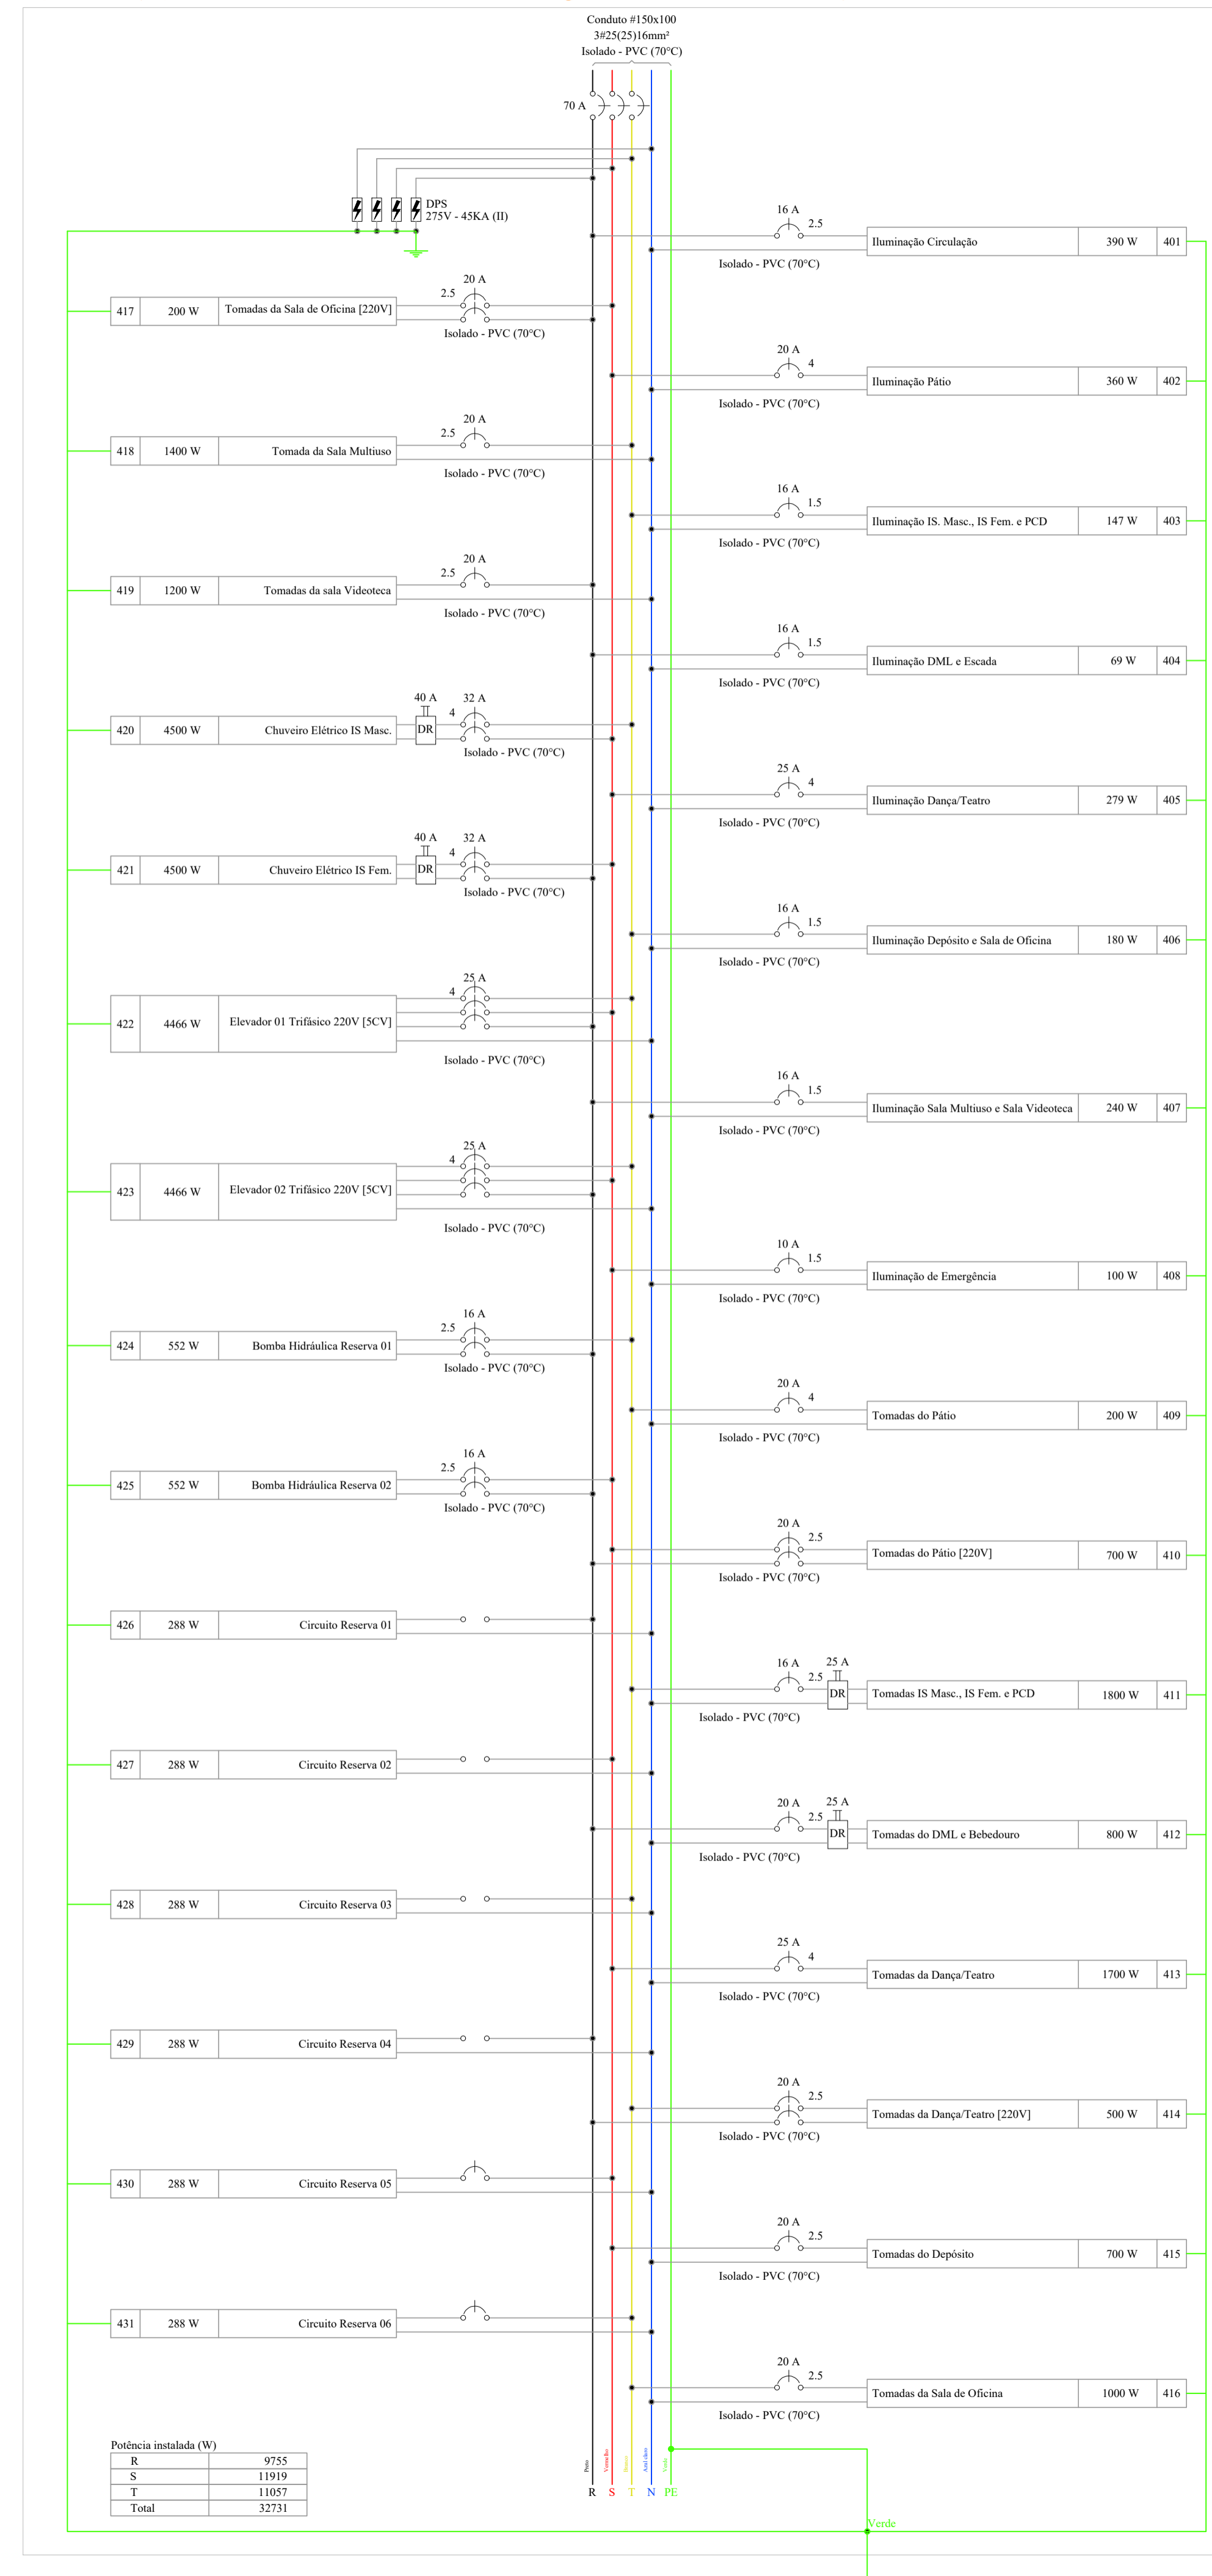 Conduto #150x100
3#25(25)16mm²
Isolado - PVC (70°C)
70 A
DPS
275V - 45KA (II)
16 A
2.5
Iluminação Circulação 390 W 401
Isolado - PVC (70°C)
20 A
2.5
417 200 W Tomadas da Sala de Oficina [220V]
Isolado - PVC (70°C)
20 A
4
Iluminação Pátio 360 W 402
Isolado - PVC (70°C)
20 A
2.5
418 1400 W Tomada da Sala Multiuso
Isolado - PVC (70°C)
16 A
1.5
Iluminação IS. Masc., IS Fem. e PCD 147 W 403
Isolado - PVC (70°C)
20 A
2.5
419 1200 W Tomadas da sala Videoteca
Isolado - PVC (70°C)
16 A
1.5
Iluminação DML e Escada 69 W 404
Isolado - PVC (70°C)
40 A 32 A
4
420 4500 W Chuveiro Elétrico IS Masc. DR
Isolado - PVC (70°C)
25 A
4
Iluminação Dança/Teatro 279 W 405
Isolado - PVC (70°C)
40 A 32 A
4
421 4500 W Chuveiro Elétrico IS Fem. DR
Isolado - PVC (70°C)
16 A
1.5
Iluminação Depósito e Sala de Oficina 180 W 406
Isolado - PVC (70°C)
25 A
4
422 4466 W Elevador 01 Trifásico 220V [5CV]
Isolado - PVC (70°C)
16 A
1.5
Iluminação Sala Multiuso e Sala Videoteca 240 W 407
Isolado - PVC (70°C)
25 A
4
423 4466 W Elevador 02 Trifásico 220V [5CV]
Isolado - PVC (70°C)
10 A
1.5
Iluminação de Emergência 100 W 408
Isolado - PVC (70°C)
16 A
2.5
424 552 W Bomba Hidráulica Reserva 01
Isolado - PVC (70°C)
20 A
4
Tomadas do Pátio 200 W 409
Isolado - PVC (70°C)
16 A
2.5
425 552 W Bomba Hidráulica Reserva 02
Isolado - PVC (70°C)
20 A
2.5
Tomadas do Pátio [220V] 700 W 410
Isolado - PVC (70°C)
426 288 W Circuito Reserva 01
16 A 25 A
2.5
DR Tomadas IS Masc., IS Fem. e PCD 1800 W 411
Isolado - PVC (70°C)
427 288 W Circuito Reserva 02
20 A 25 A
2.5
DR Tomadas do DML e Bebedouro 800 W 412
Isolado - PVC (70°C)
428 288 W Circuito Reserva 03
25 A
4
Tomadas da Dança/Teatro 1700 W 413
Isolado - PVC (70°C)
429 288 W Circuito Reserva 04
20 A
2.5
Tomadas da Dança/Teatro [220V] 500 W 414
Isolado - PVC (70°C)
430 288 W Circuito Reserva 05
20 A
2.5
Tomadas do Depósito 700 W 415
Isolado - PVC (70°C)
431 288 W Circuito Reserva 06
20 A
2.5
Tomadas da Sala de Oficina 1000 W 416
Isolado - PVC (70°C)
Potência instalada (W)
R 9755
S 11919
T 11057
Total 32731
Preto
Vermelho
Branco
Azul claro
Verde
R S T N PE
Verde